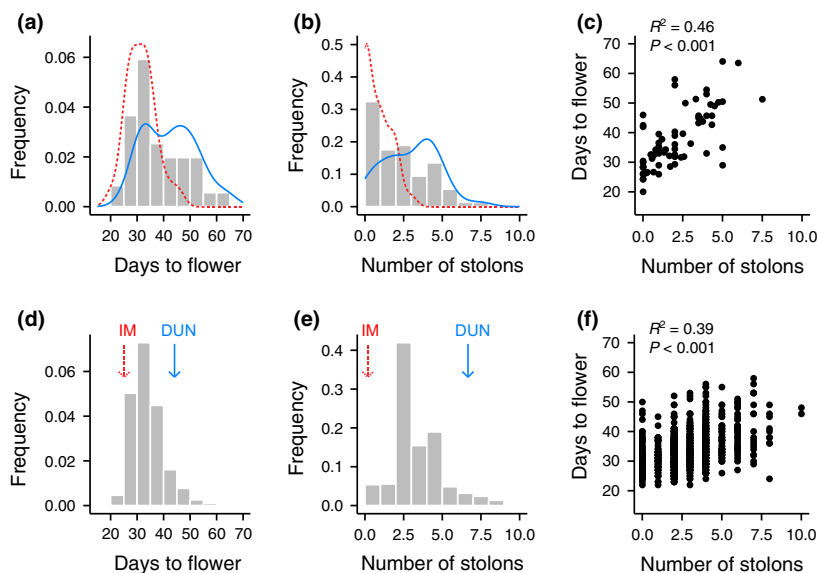 (a)
0.06
0.04
0.02
0.00
Frequency
20 30 40 50 60 70
Days to flower
(b)
0.5
0.4
0.3
0.2
0.1
0.0
Frequency
0.0 2.5 5.0 7.5 10.0
Number of stolons
(c)
R² = 0.46
P < 0.001
70
60
50
40
30
20
Days to flower
0.0 2.5 5.0 7.5 10.0
Number of stolons
(d)
IM DUN
0.06
0.04
0.02
0.00
Frequency
20 30 40 50 60 70
Days to flower
(e)
IM DUN
0.4
0.3
0.2
0.1
0.0
Frequency
0.0 2.5 5.0 7.5 10.0
Number of stolons
(f)
R² = 0.39
P < 0.001
70
60
50
40
30
20
Days to flower
0.0 2.5 5.0 7.5 10.0
Number of stolons